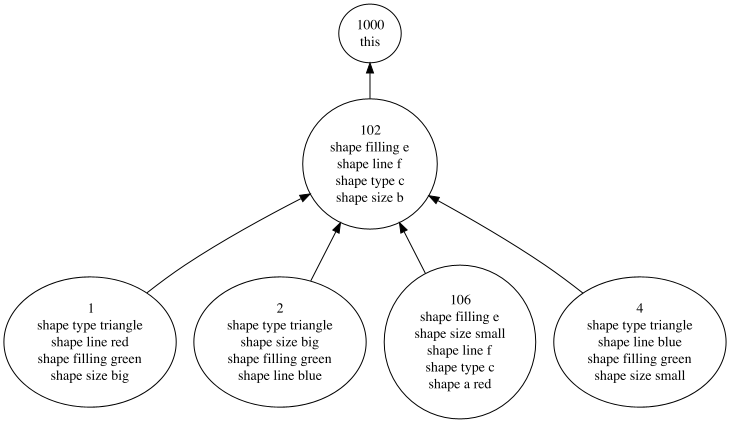 1000
this
102
shape filling e
shape line f
shape type c
shape size b
1
shape type triangle
shape line red
shape filling green
shape size big
2
shape type triangle
shape size big
shape filling green
shape line blue
106
shape filling e
shape size small
shape line f
shape type c
shape a red
4
shape type triangle
shape line blue
shape filling green
shape size small